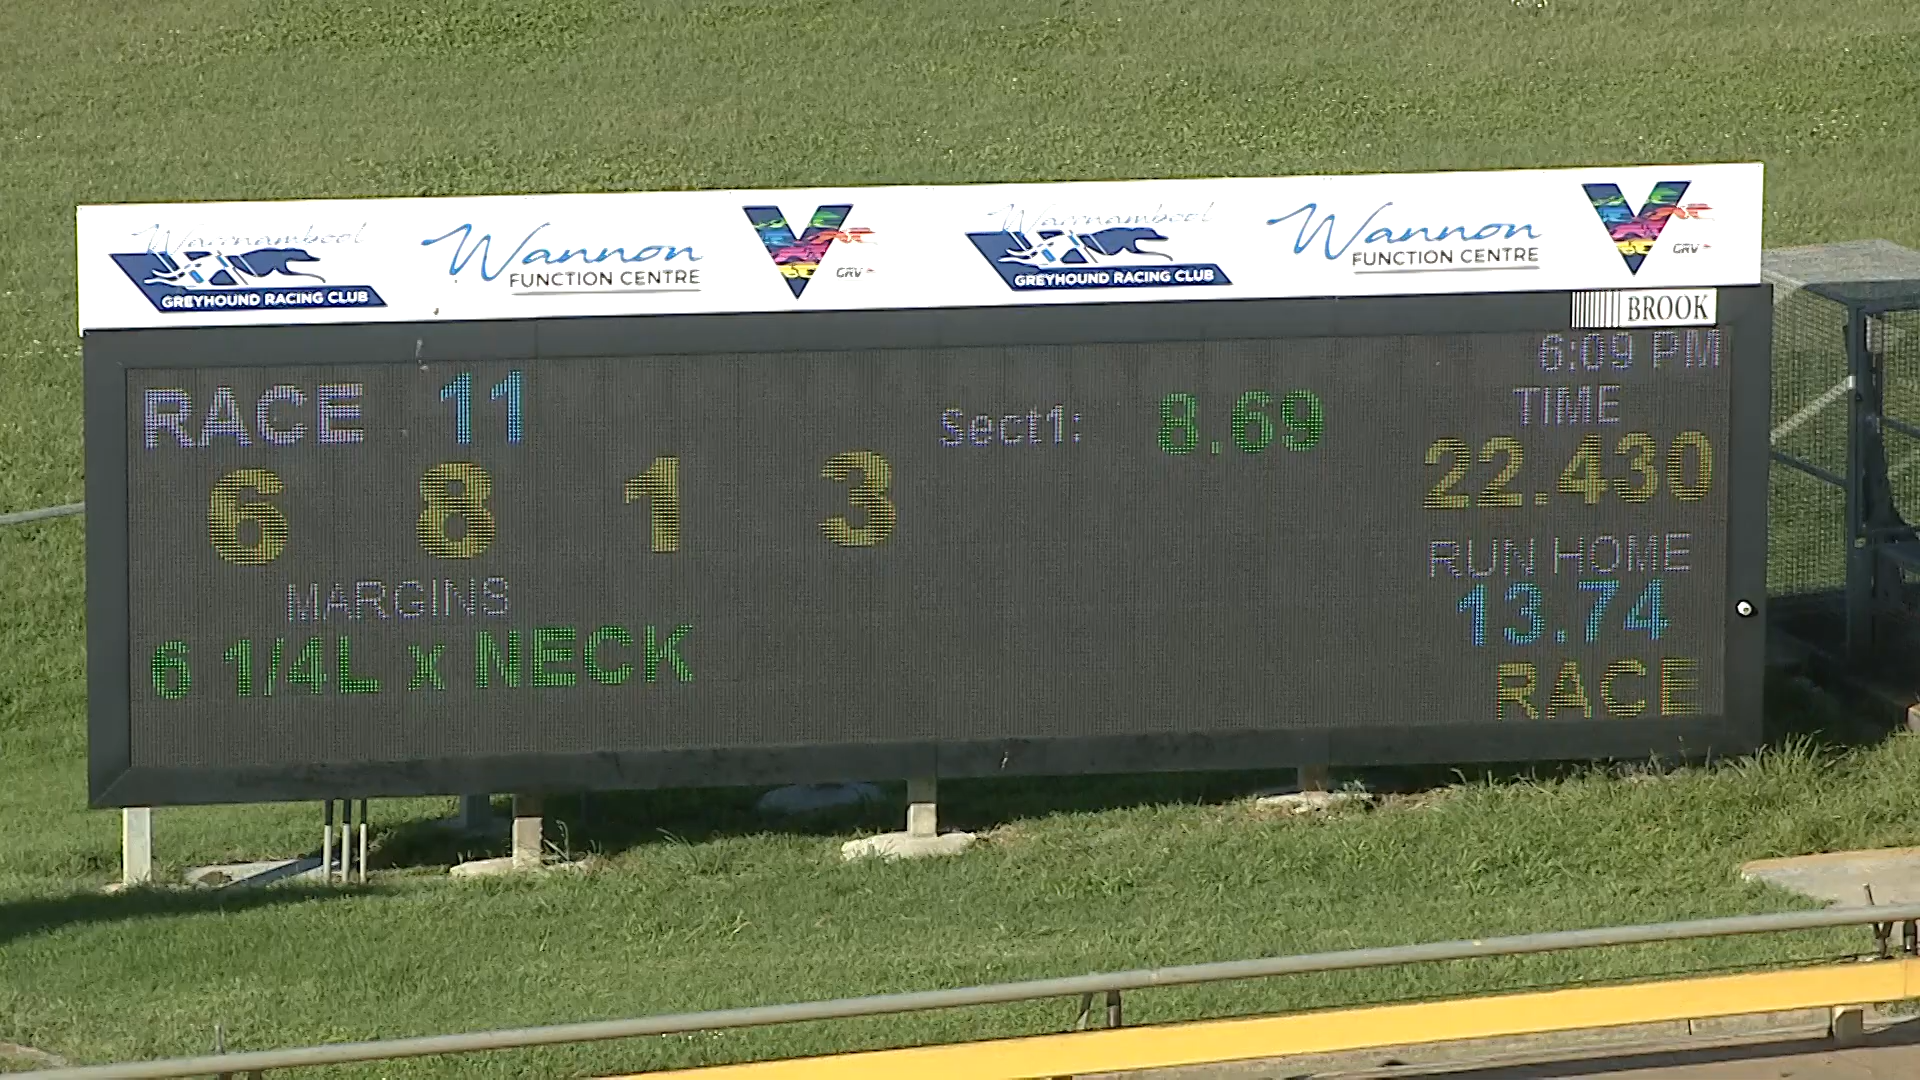 Warrnambool
GREYHOUND RACING CLUB
Wannon
FUNCTION CENTRE
GRV
Warrnambool
GREYHOUND RACING CLUB
Wannon
FUNCTION CENTRE
GRV
BROOK
6:09 PM
RACE 11
Sect1: 8.69
TIME
22.430
6 8 1 3
RUN HOME
13.74
MARGINS
6 1/4L x NECK
RACE